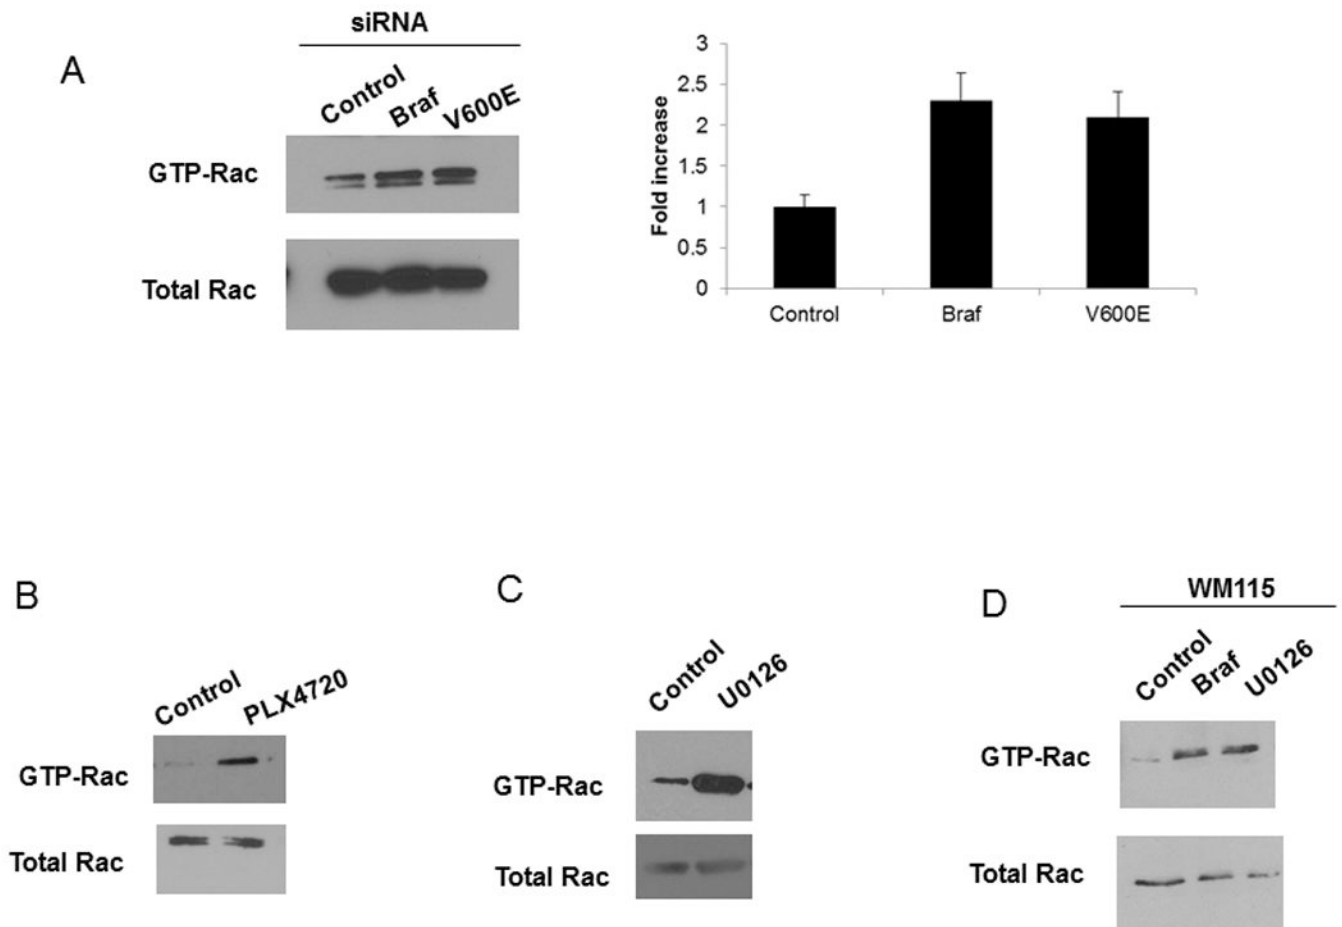 siRNA
A
Control Braf V600E
GTP-Rac
Total Rac
3
2.5
2
1.5
1
0.5
0
Fold increase
Control Braf V600E
B
Control PLX4720
GTP-Rac
Total Rac
C
Control U0126
GTP-Rac
Total Rac
D
WM115
Control Braf U0126
GTP-Rac
Total Rac